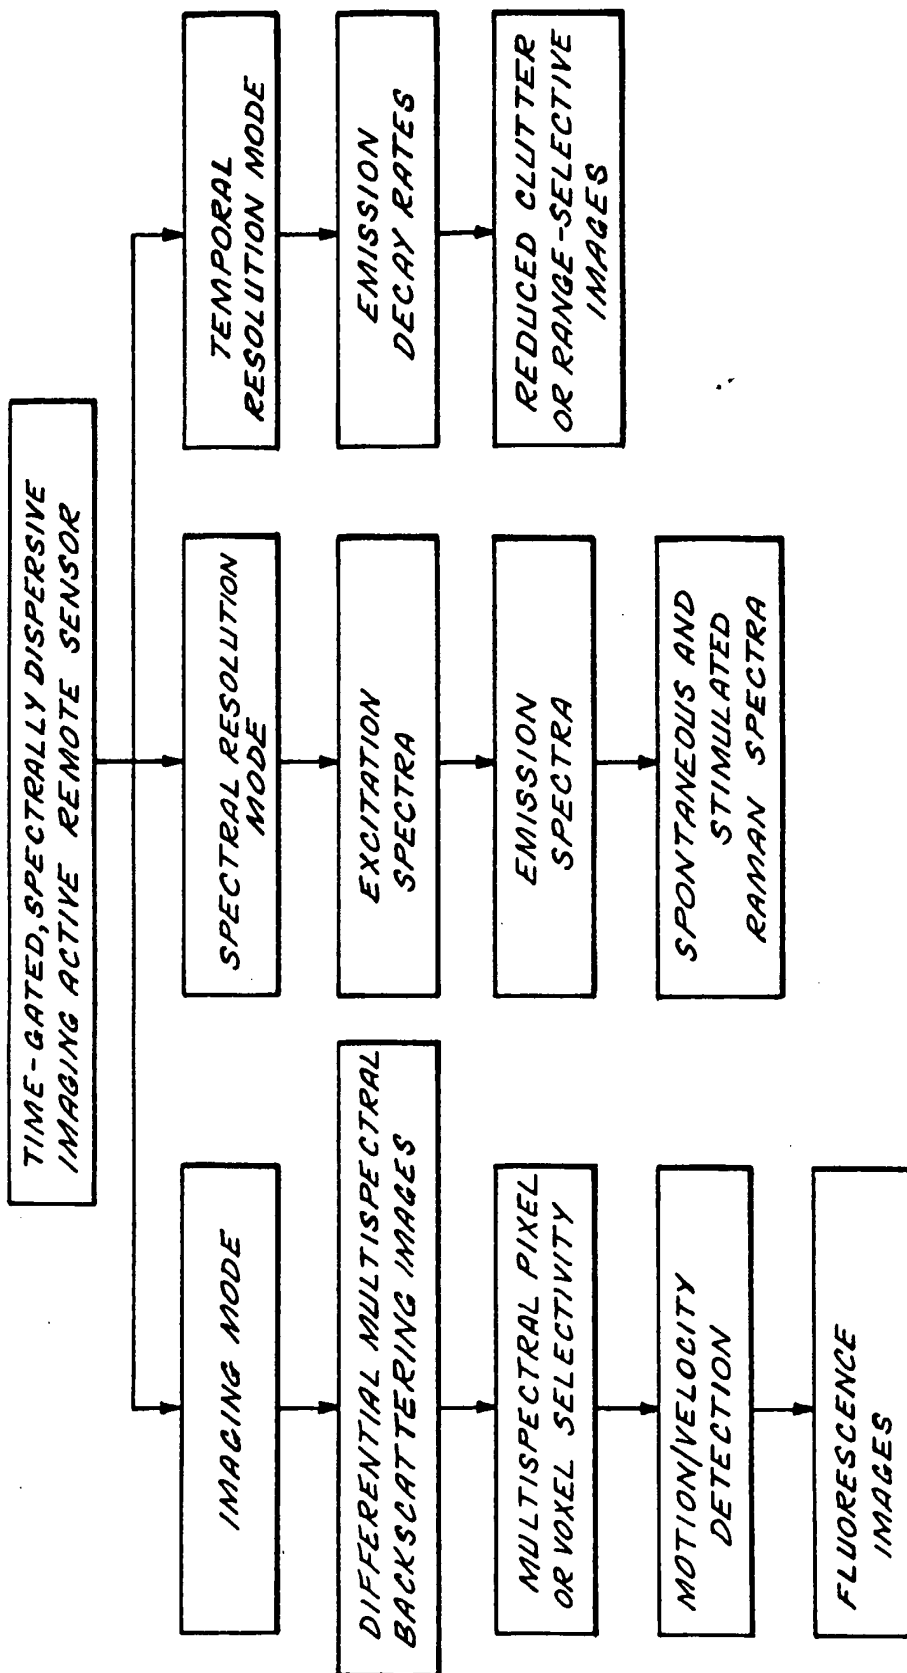 TIME-GATED, SPECTRALLY DISPERSIVE
IMAGING ACTIVE REMOTE SENSOR
IMAGING MODE
DIFFERENTIAL MULTISPECTRAL
BACKSCATTERING IMAGES
MULTISPECTRAL PIXEL
OR VOXEL SELECTIVITY
MOTION/VELOCITY
DETECTION
FLUORESCENCE
IMAGES
SPECTRAL RESOLUTION
MODE
EXCITATION
SPECTRA
EMISSION
SPECTRA
SPONTANEOUS AND
STIMULATED
RAMAN SPECTRA
TEMPORAL
RESOLUTION MODE
EMISSION
DECAY RATES
REDUCED CLUTTER
OR RANGE-SELECTIVE
IMAGES